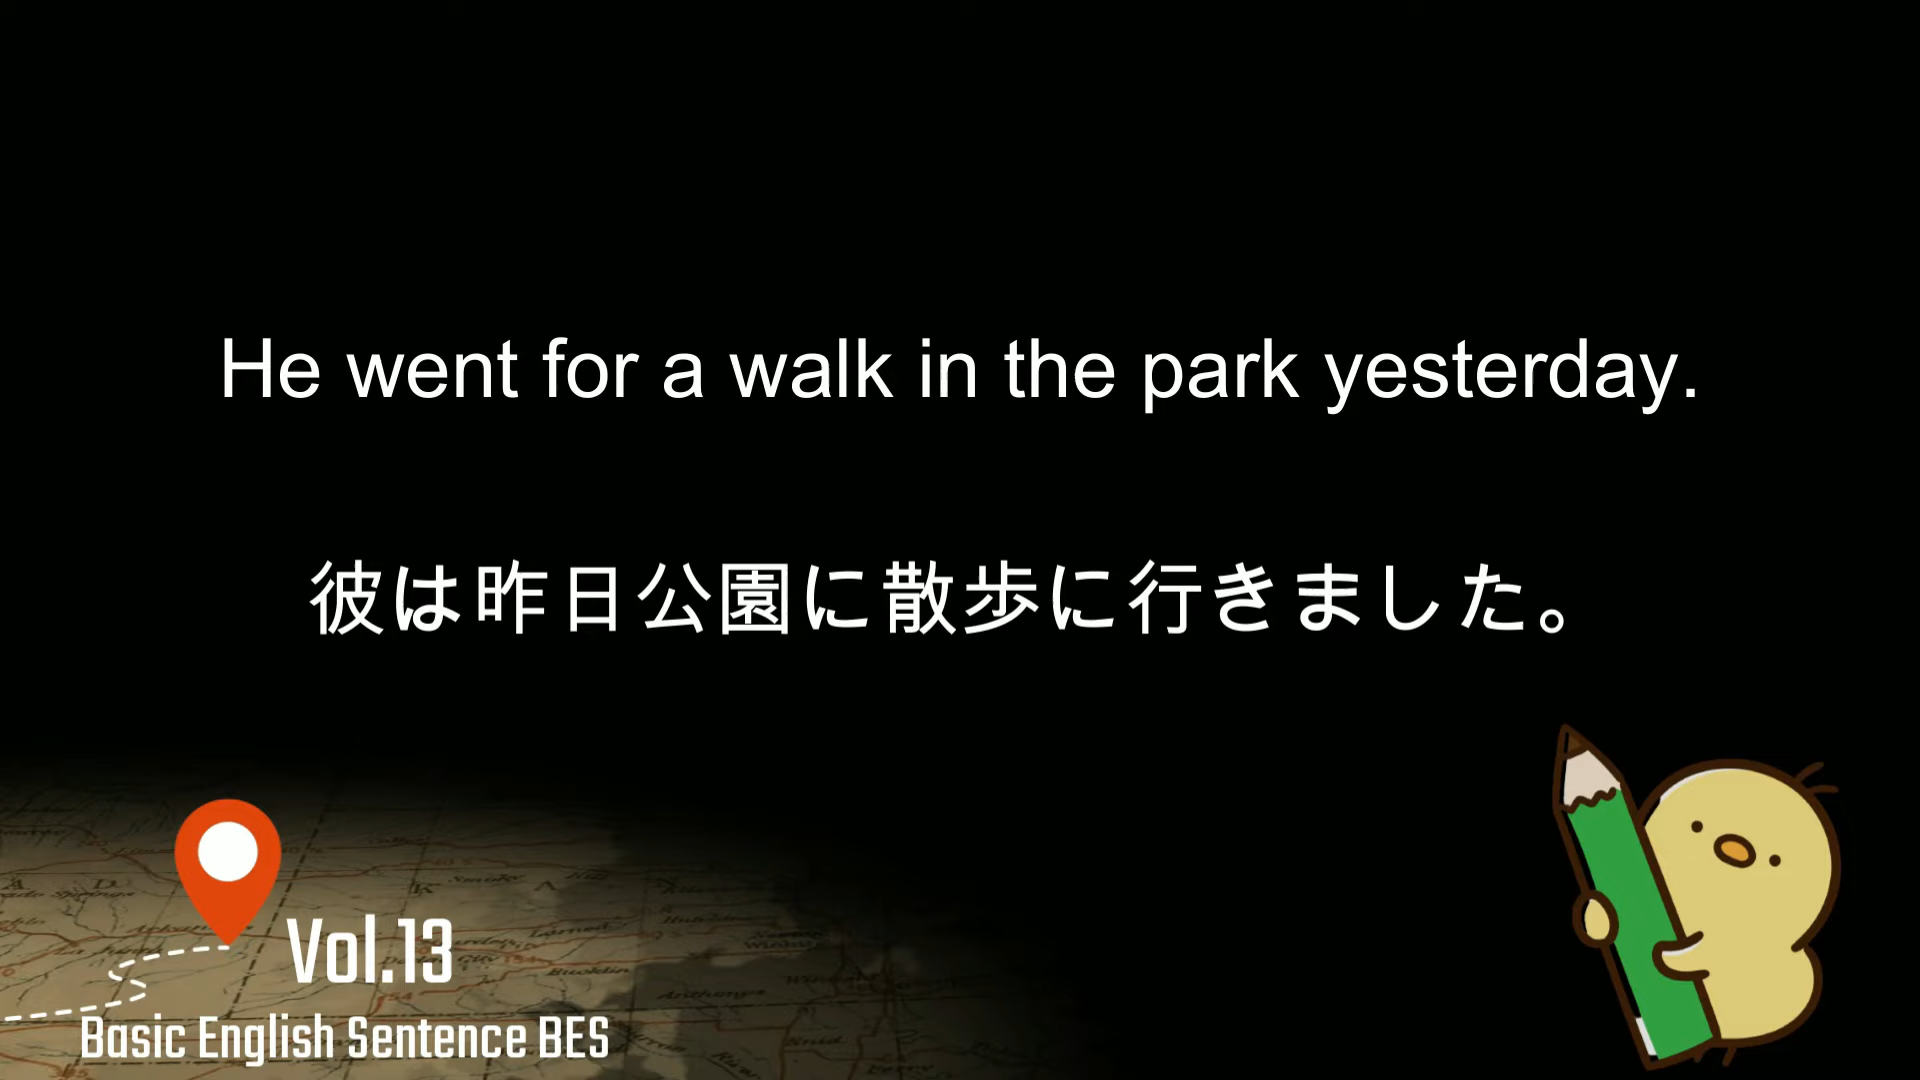 He went for a walk in the park yesterday.
彼は昨日公園に散歩に行きました。
Vol.13
Basic English Sentence BES
Bucklin